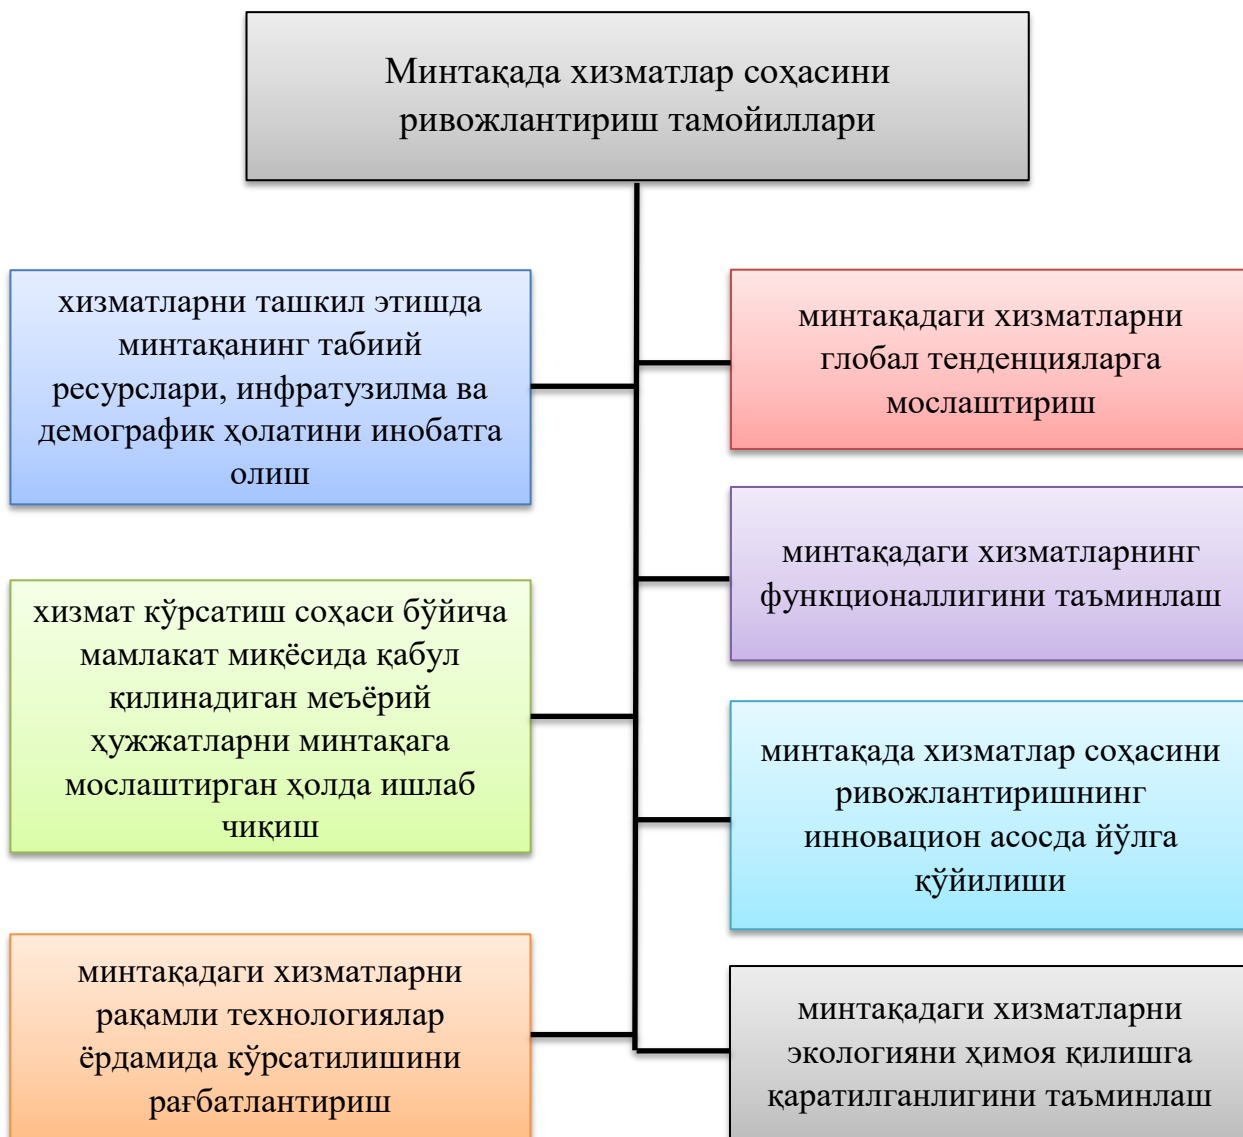 Минтақада хизматлар соҳасини
ривожлантириш тамойиллари
хизматларни ташкил этишда
минтақанинг табиий
ресурслари, инфратузилма ва
демографик ҳолатини инобатга
олиш
минтақадаги хизматларни
глобал тенденцияларга
мослаштириш
минтақадаги хизматларнинг
функционаллигини таъминлаш
хизмат кўрсатиш соҳаси бўйича
мамлакат миқёсида қабул
қилинадиган меъёрий
ҳужжатларни минтақага
мослаштирган ҳолда ишлаб
чиқиш
минтақада хизматлар соҳасини
ривожлантиришнинг
инновацион асосда йўлга
қўйилиши
минтақадаги хизматларни
рақамли технологиялар
ёрдамида кўрсатилишини
рағбатлантириш
минтақадаги хизматларни
экологияни ҳимоя қилишга
қаратилганлигини таъминлаш